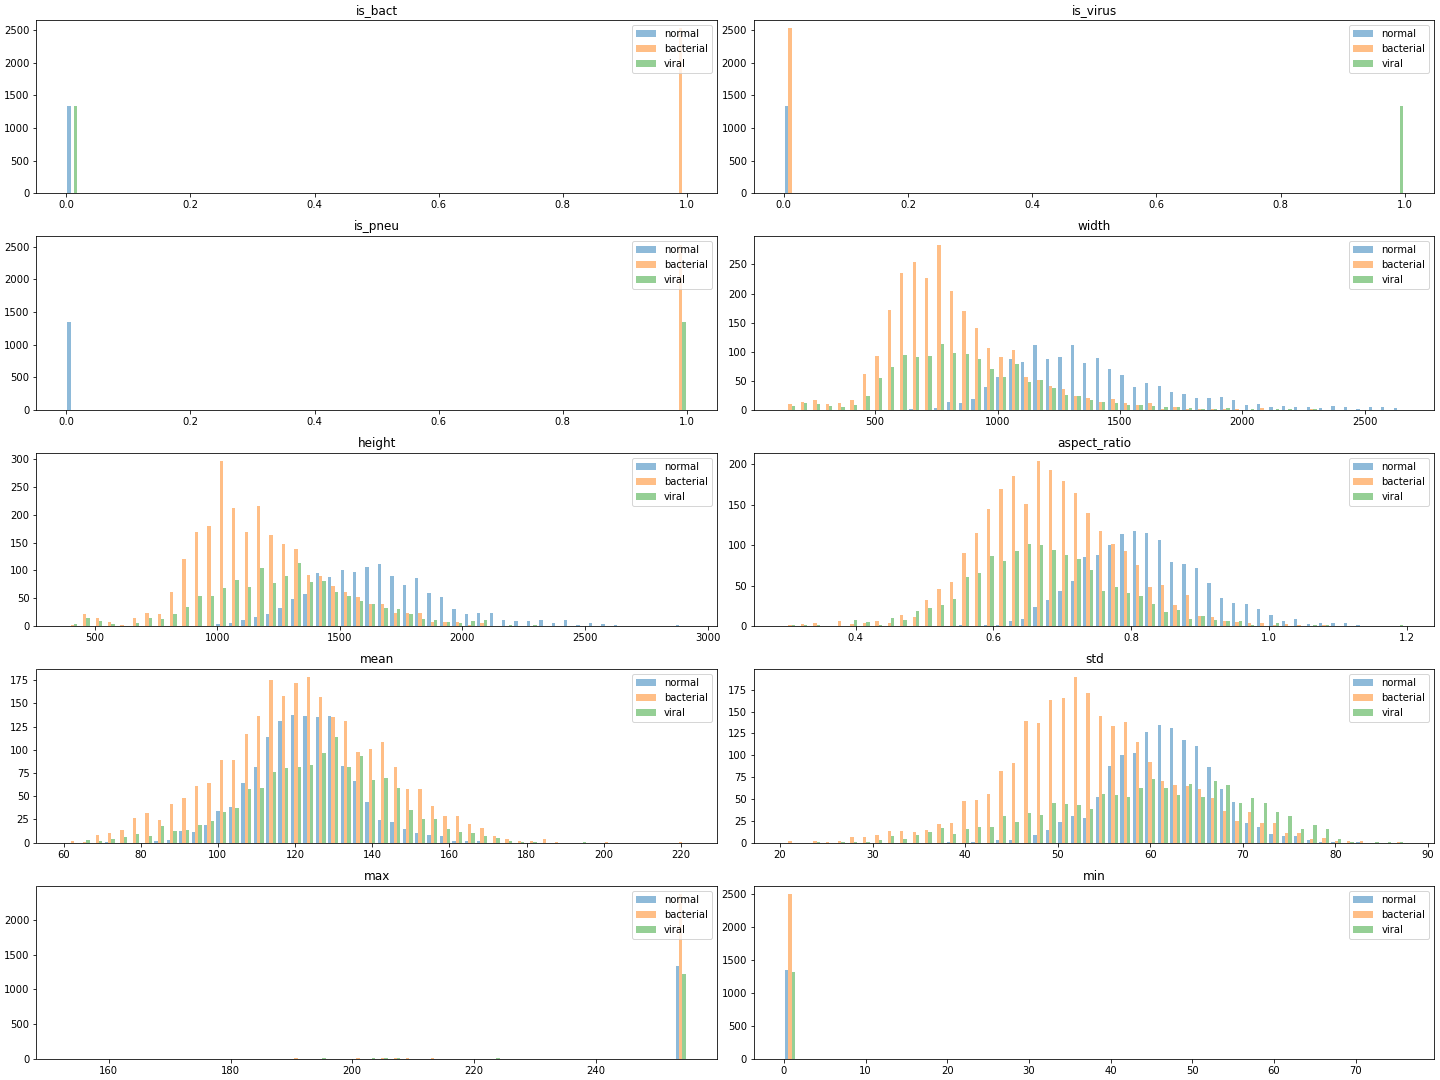 is_bact
2500
2000
1500
1000
500
0
0.0 0.2 0.4 0.6 0.8 1.0
normal
bacterial
viral
is_virus
2500
2000
1500
1000
500
0
0.0 0.2 0.4 0.6 0.8 1.0
normal
bacterial
viral
is_pneu
2500
2000
1500
1000
500
0
0.0 0.2 0.4 0.6 0.8 1.0
normal
bacterial
viral
width
250
200
150
100
50
0
500 1000 1500 2000 2500
normal
bacterial
viral
height
300
250
200
150
100
50
0
500 1000 1500 2000 2500 3000
normal
bacterial
viral
aspect_ratio
200
150
100
50
0
0.4 0.6 0.8 1.0 1.2
normal
bacterial
viral
mean
175
150
125
100
75
50
25
0
60 80 100 120 140 160 180 200 220
normal
bacterial
viral
std
175
150
125
100
75
50
25
0
20 30 40 50 60 70 80 90
normal
bacterial
viral
max
2000
1500
1000
500
0
160 180 200 220 240
normal
bacterial
viral
min
2500
2000
1500
1000
500
0
0 10 20 30 40 50 60 70
normal
bacterial
viral